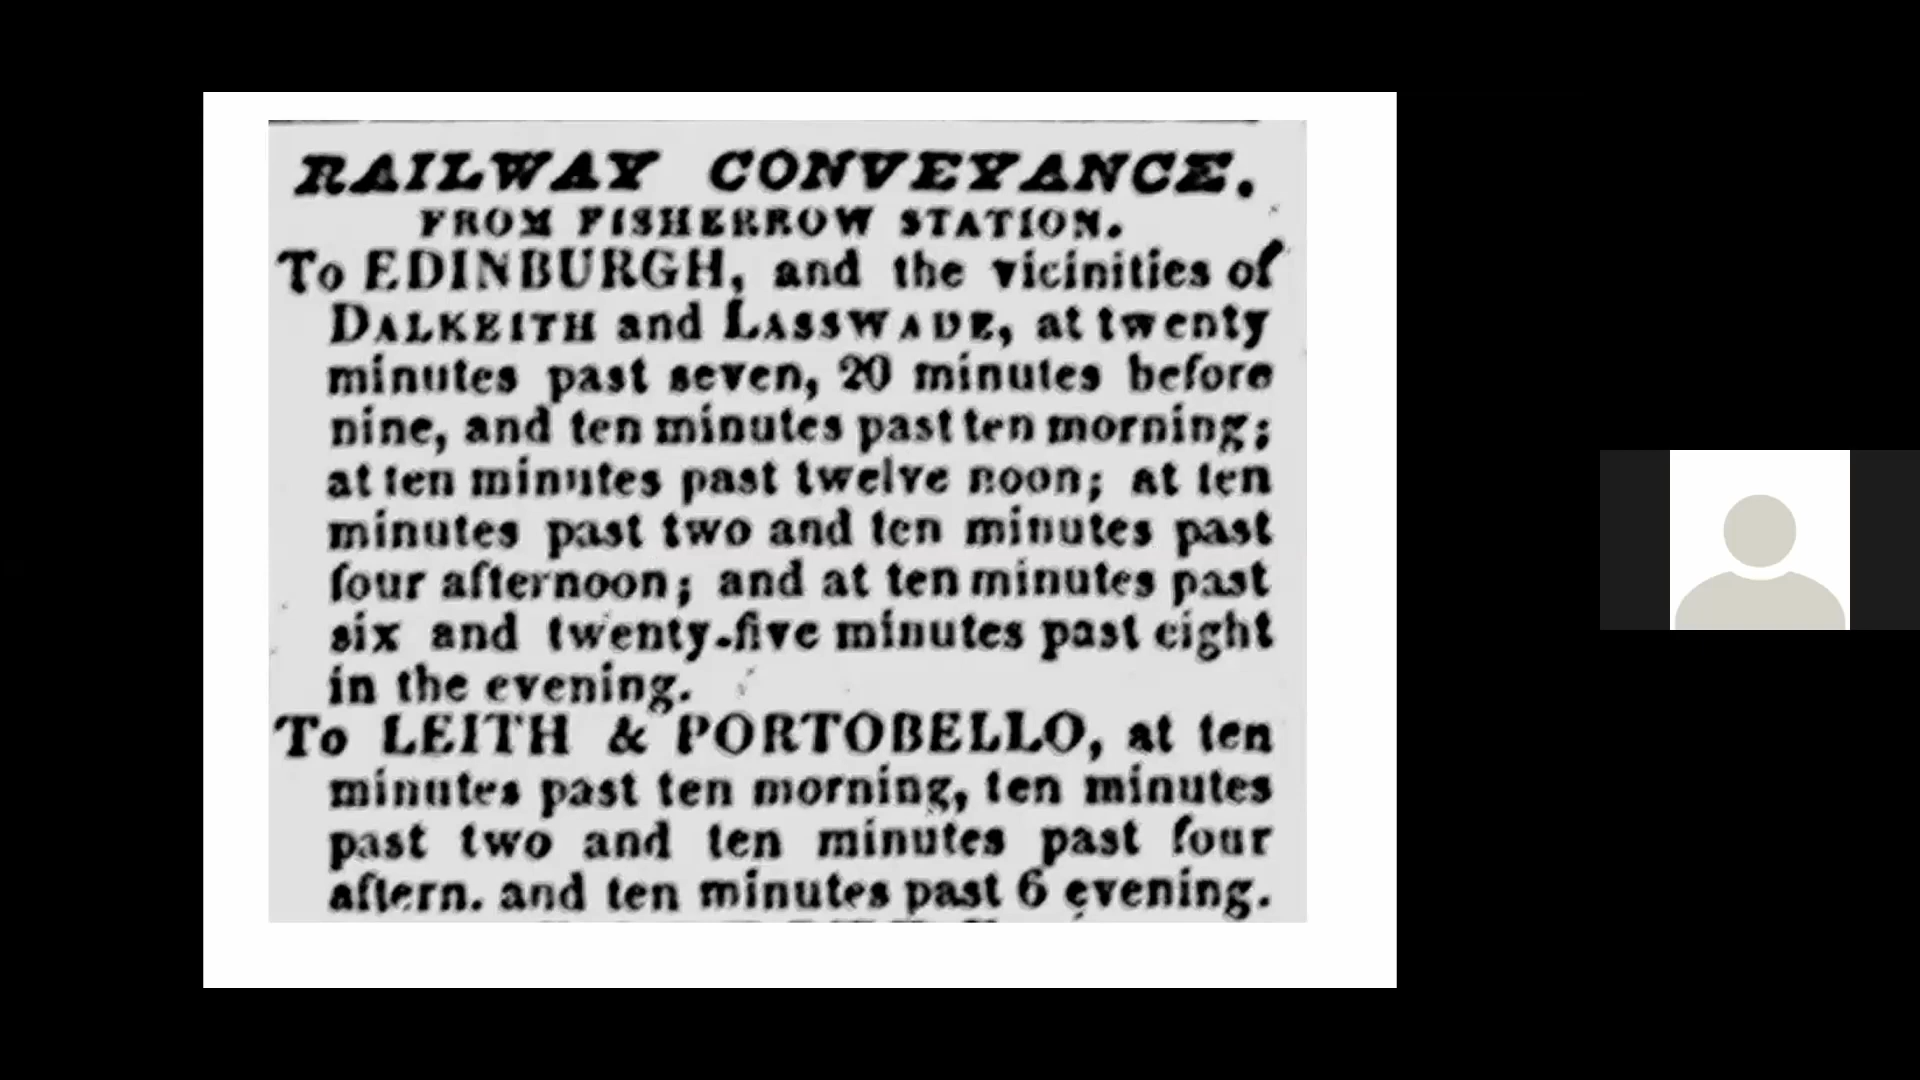 RAILWAY CONVEYANCE.
FROM FISHERROW STATION.
To EDINBURGH, and the vicinities of
DALKEITH and LASSWADE, at twenty
minutes past seven, 20 minutes before
nine, and ten minutes past ten morning;
at ten minutes past twelve noon; at ten
minutes past two and ten minutes past
four afternoon; and at ten minutes past
six and twenty-five minutes past eight
in the evening.
To LEITH & PORTOBELLO, at ten
minutes past ten morning, ten minutes
past two and ten minutes past four
aftern. and ten minutes past 6 evening.